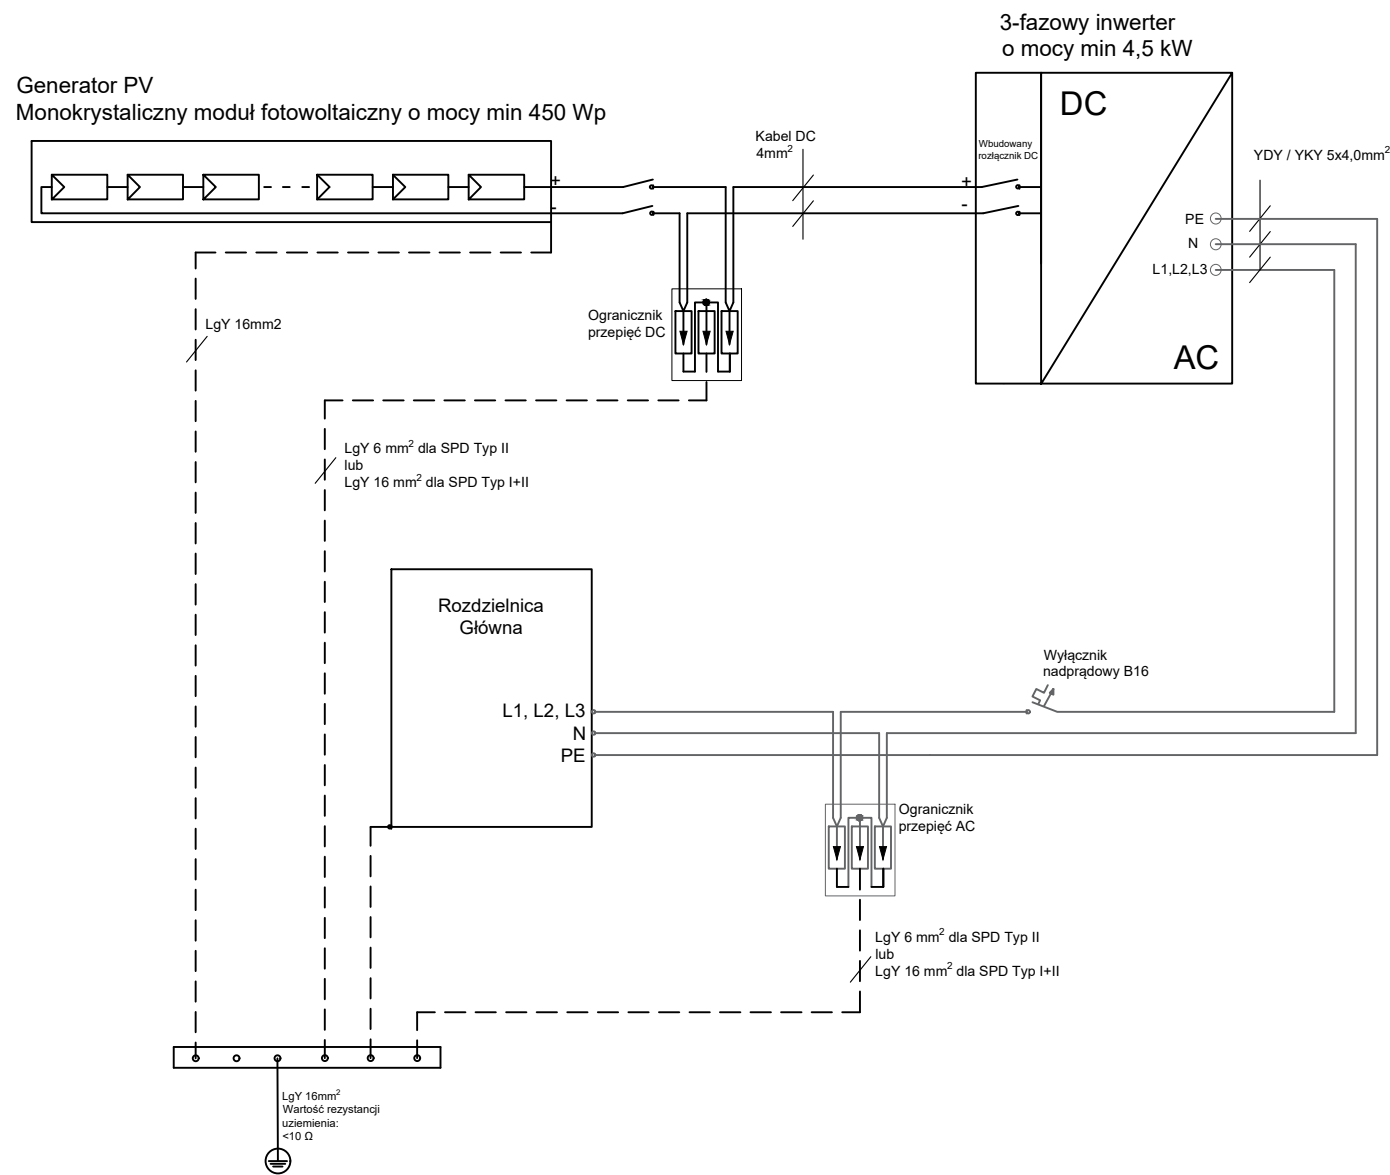 3-fazowy inwerter
o mocy min 4,5 kW
Generator PV
Monokrystaliczny moduł fotowoltaiczny o mocy min 450 Wp
DC
Kabel DC
4mm²
Wbudowany
rozłącznik DC
YDY / YKY 5x4,0mm²
+
-
+
-
PE
N
L1,L2,L3
AC
LgY 16mm2
Ogranicznik
przepięć DC
LgY 6 mm² dla SPD Typ II
lub
LgY 16 mm² dla SPD Typ I+II
Rozdzielnica
Główna
L1, L2, L3
N
PE
Wyłącznik
nadprądowy B16
Ogranicznik
przepięć AC
LgY 6 mm² dla SPD Typ II
lub
LgY 16 mm² dla SPD Typ I+II
LgY 16mm²
Wartość rezystancji
uziemienia:
<10 Ω